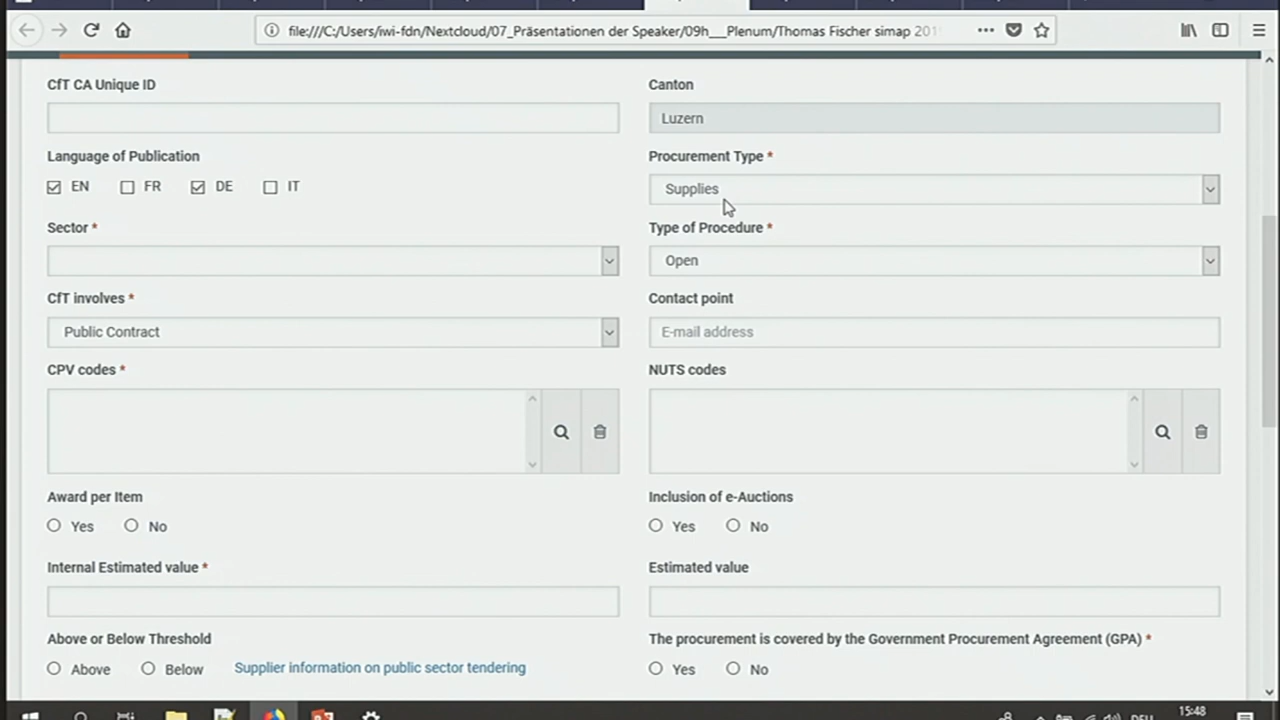 file:///C:/Users/iwi-fdn/Nextcloud/07_Präsentationen der Speaker/09h___Plenum/Thomas Fischer simap 201
CfT CA Unique ID
Canton
Luzern
Language of Publication
Procurement Type *
EN FR DE IT
Supplies
Sector *
Type of Procedure *
Open
CfT involves *
Contact point
Public Contract
E-mail address
CPV codes *
NUTS codes
Award per Item
Inclusion of e-Auctions
Yes No
Yes No
Internal Estimated value *
Estimated value
Above or Below Threshold
The procurement is covered by the Government Procurement Agreement (GPA) *
Above Below Supplier information on public sector tendering
Yes No
15:48